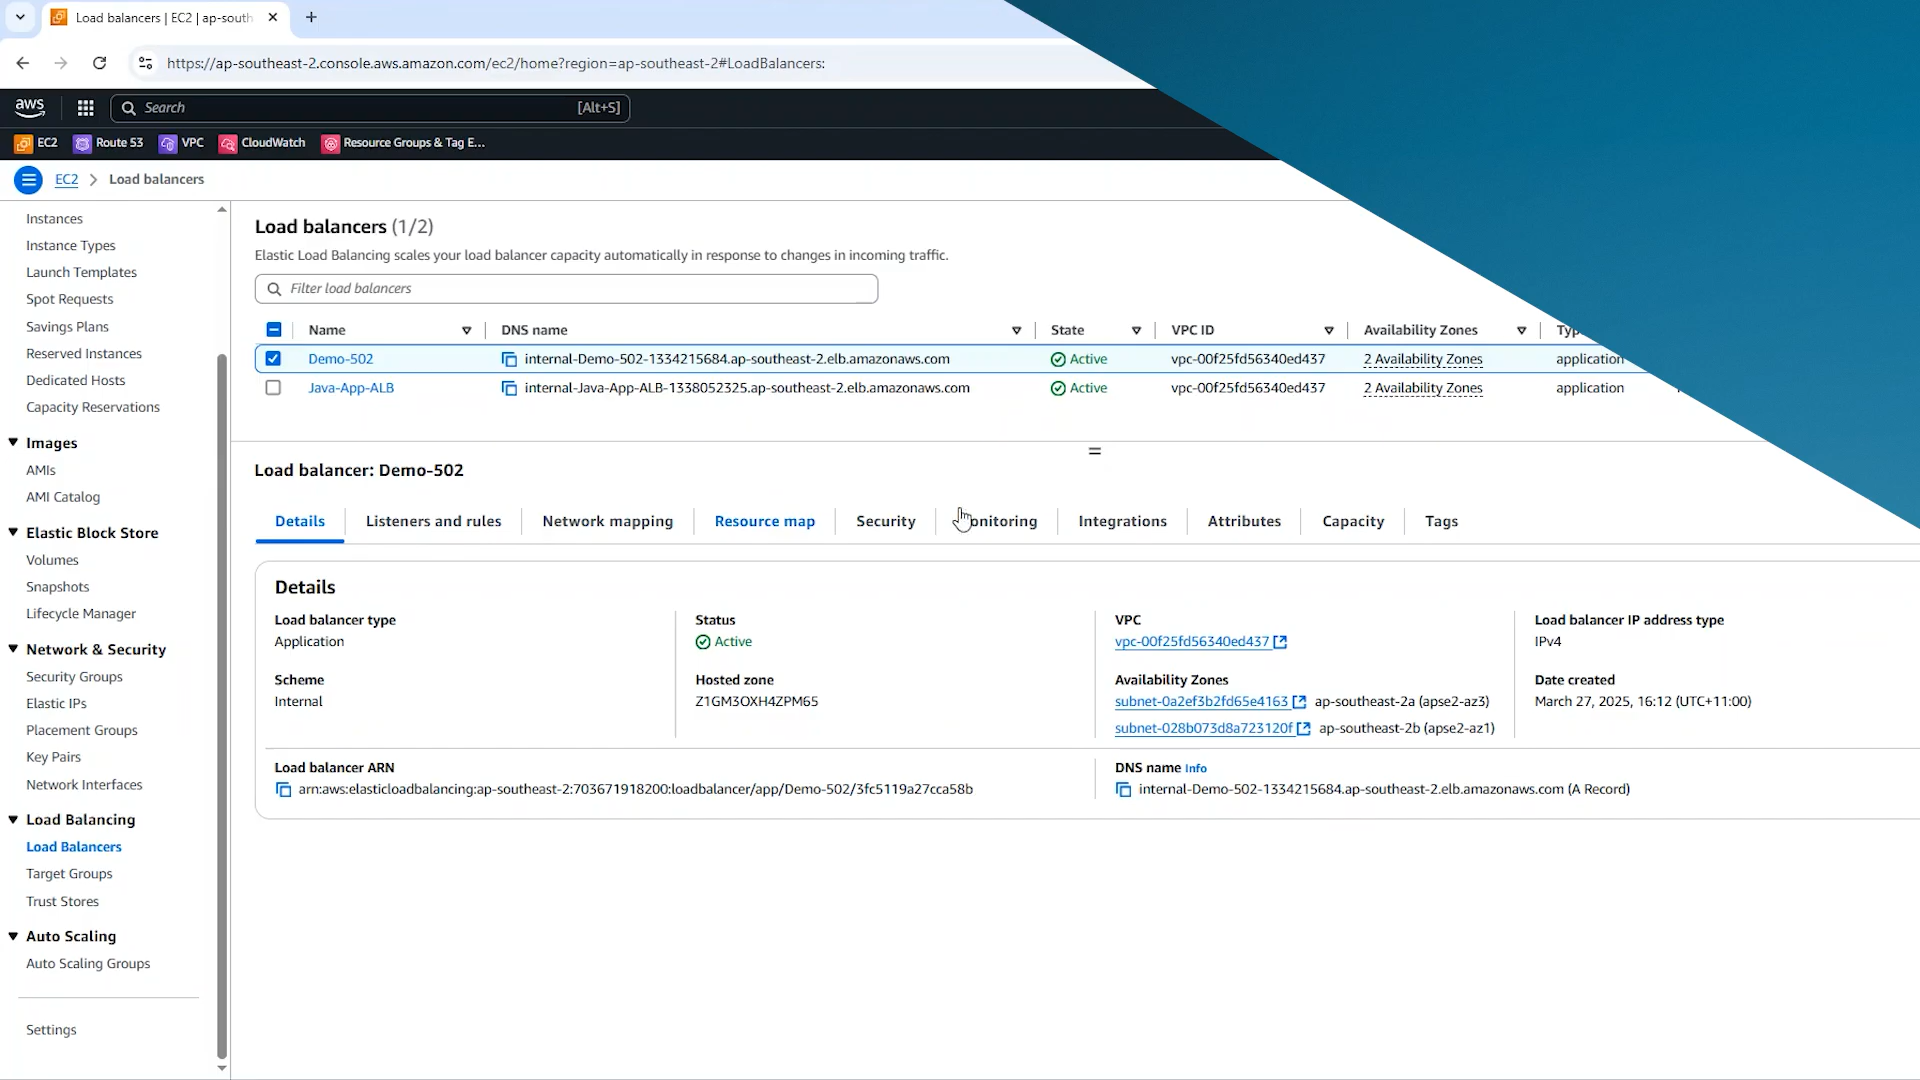 Load balancers | EC2 | ap-south
https://ap-southeast-2.console.aws.amazon.com/ec2/home?region=ap-southeast-2#LoadBalancers:
aws
Search
[Alt+S]
EC2
Route 53
VPC
CloudWatch
Resource Groups & Tag E...
EC2
Load balancers
Instances
Instance Types
Launch Templates
Spot Requests
Savings Plans
Reserved Instances
Dedicated Hosts
Capacity Reservations
Images
AMIs
AMI Catalog
Elastic Block Store
Volumes
Snapshots
Lifecycle Manager
Network & Security
Security Groups
Elastic IPs
Placement Groups
Key Pairs
Network Interfaces
Load Balancing
Load Balancers
Target Groups
Trust Stores
Auto Scaling
Auto Scaling Groups
Settings
Load balancers (1/2)
Elastic Load Balancing scales your load balancer capacity automatically in response to changes in incoming traffic.
Filter load balancers
Name DNS name State VPC ID Availability Zones
Demo-502 internal-Demo-502-1334215684.ap-southeast-2.elb.amazonaws.com Active vpc-00f25fd56340ed437 2 Availability Zones application
Java-App-ALB internal-Java-App-ALB-1338052325.ap-southeast-2.elb.amazonaws.com Active vpc-00f25fd56340ed437 2 Availability Zones application
Load balancer: Demo-502
Details Listeners and rules Network mapping Resource map Security onitoring Integrations Attributes Capacity Tags
Details
Load balancer type
Application
Status
Active
VPC
vpc-00f25fd56340ed437
Load balancer IP address type
IPv4
Scheme
Internal
Hosted zone
Z1GM3OXH4ZPM65
Availability Zones
subnet-0a2ef3b2fd65e4163 ap-southeast-2a (apse2-az3)
subnet-028b073d8a723120f ap-southeast-2b (apse2-az1)
Date created
March 27, 2025, 16:12 (UTC+11:00)
Load balancer ARN
arn:aws:elasticloadbalancing:ap-southeast-2:703671918200:loadbalancer/app/Demo-502/3fc5119a27cca58b
DNS name Info
internal-Demo-502-1334215684.ap-southeast-2.elb.amazonaws.com (A Record)